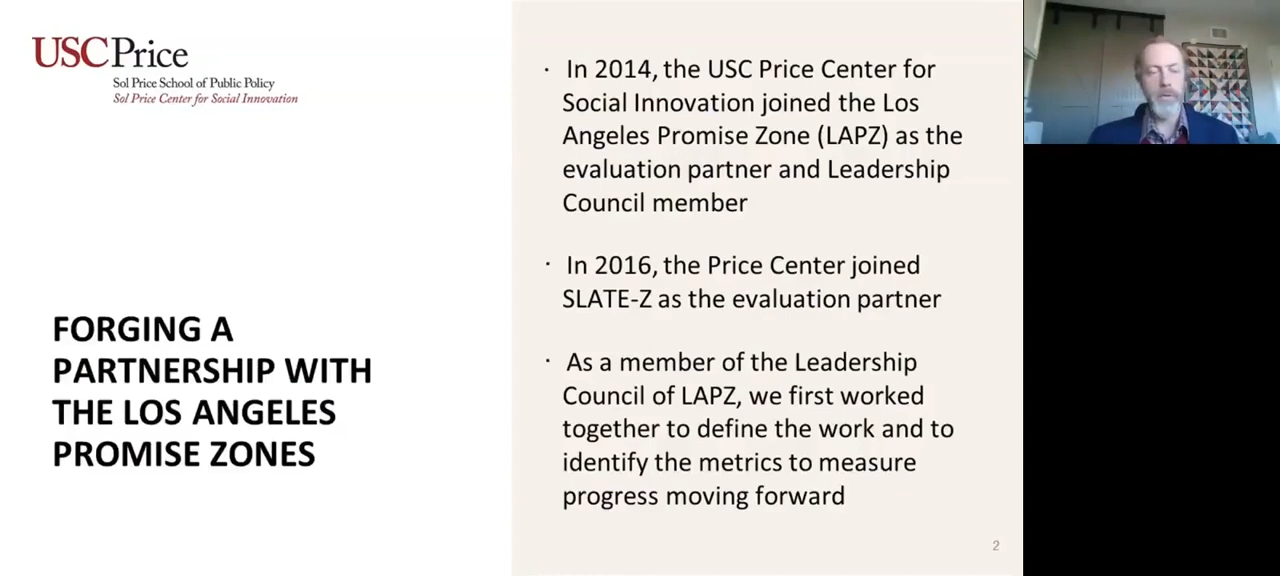 USC Price
Sol Price School of Public Policy
Sol Price Center for Social Innovation
FORGING A
PARTNERSHIP WITH
THE LOS ANGELES
PROMISE ZONES
· In 2014, the USC Price Center for
Social Innovation joined the Los
Angeles Promise Zone (LAPZ) as the
evaluation partner and Leadership
Council member
· In 2016, the Price Center joined
SLATE-Z as the evaluation partner
· As a member of the Leadership
Council of LAPZ, we first worked
together to define the work and to
identify the metrics to measure
progress moving forward
2